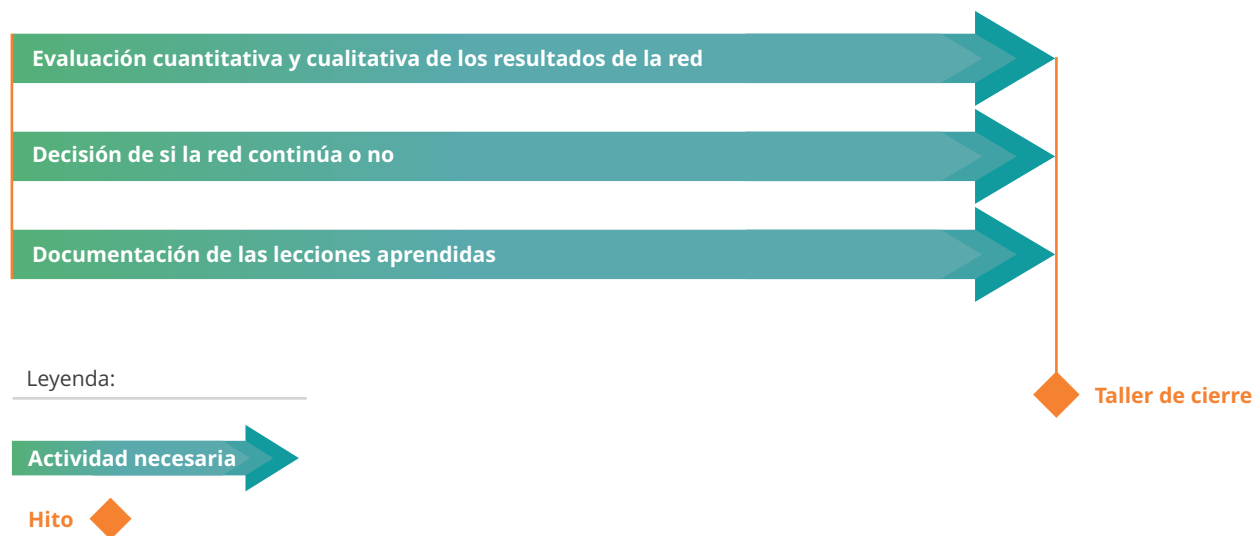 Evaluación cuantitativa y cualitativa de los resultados de la red
Decisión de si la red continúa o no
Documentación de las lecciones aprendidas
Leyenda:
Taller de cierre
Actividad necesaria
Hito